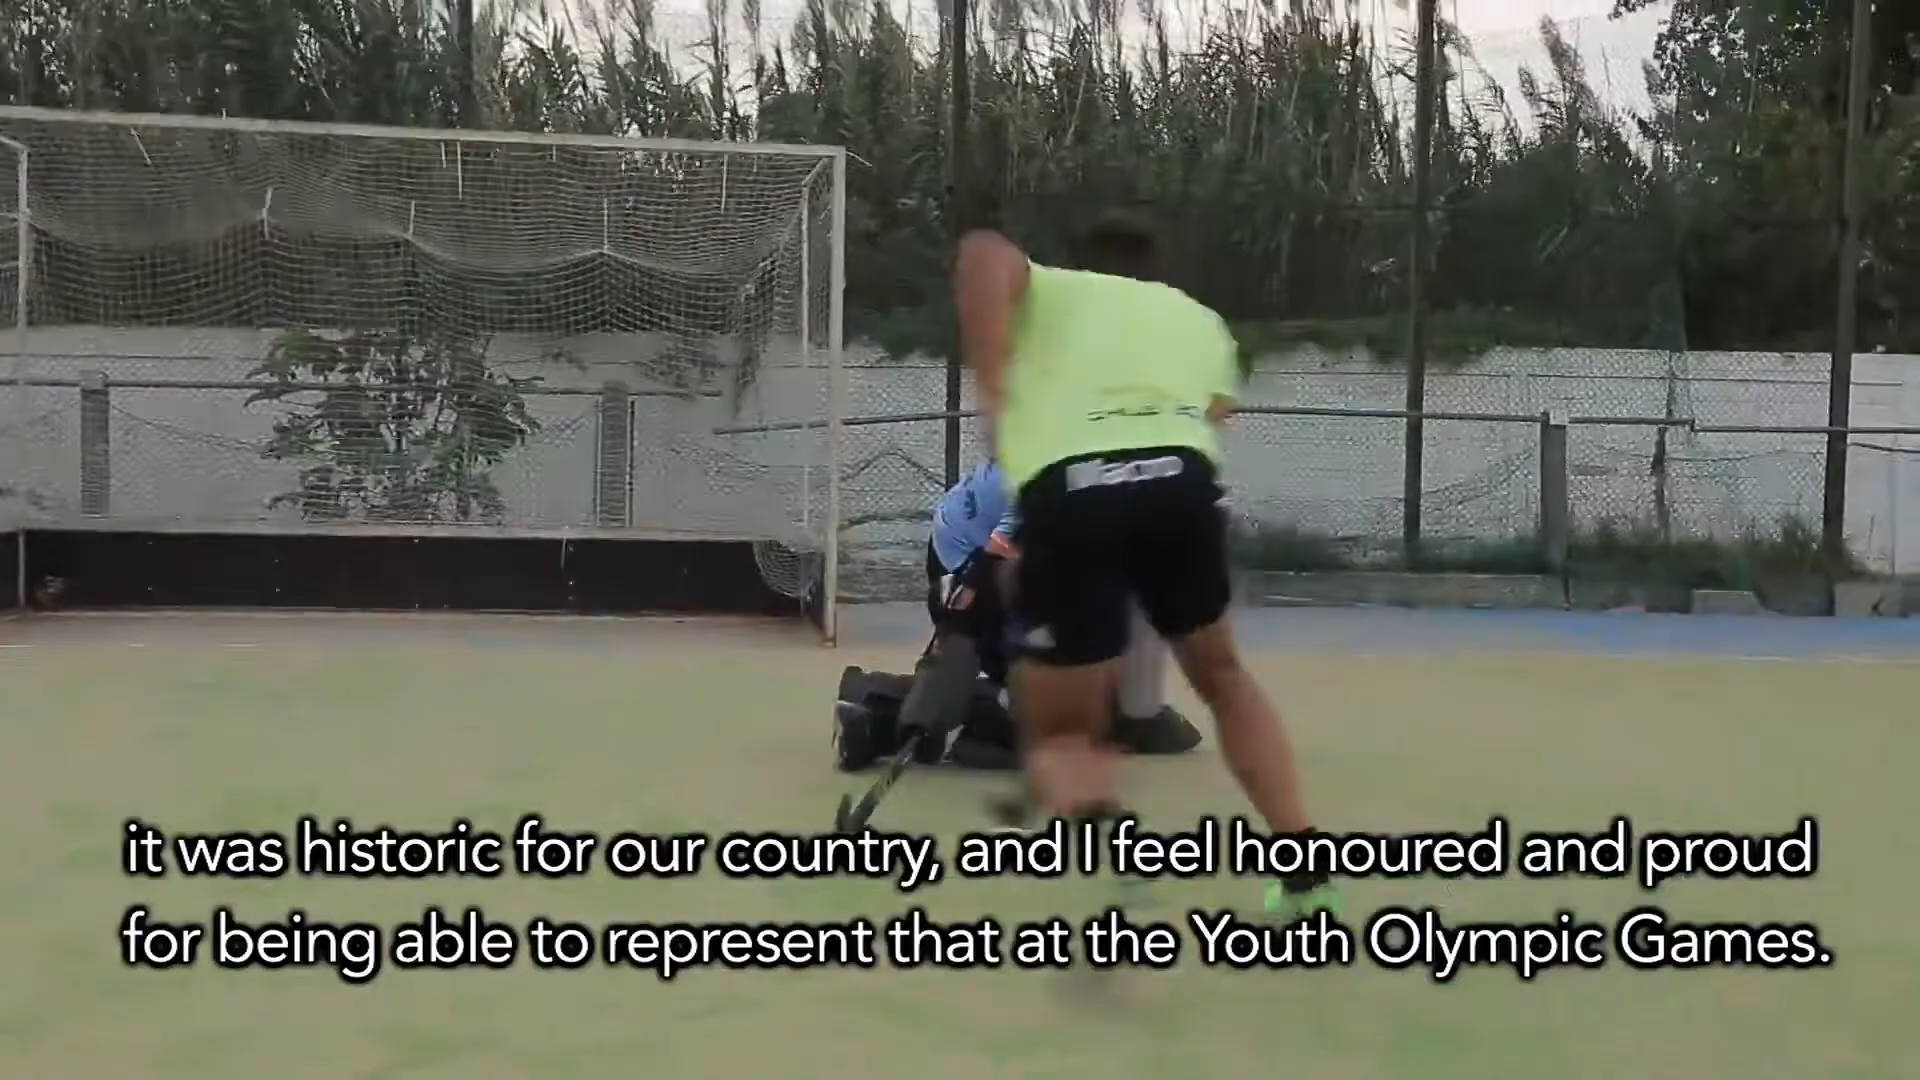 it was historic for our country, and I feel honoured and proud
for being able to represent that at the Youth Olympic Games.